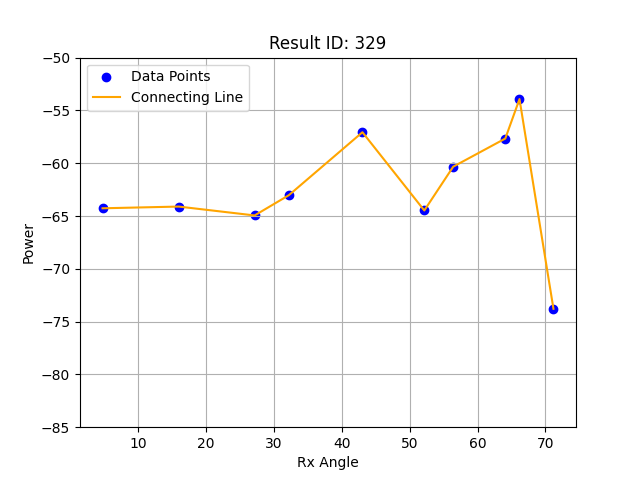 Result ID: 329
Data Points
Connecting Line
−50
−55
−60
−65
−70
−75
−80
−85
Power
10 20 30 40 50 60 70
Rx Angle